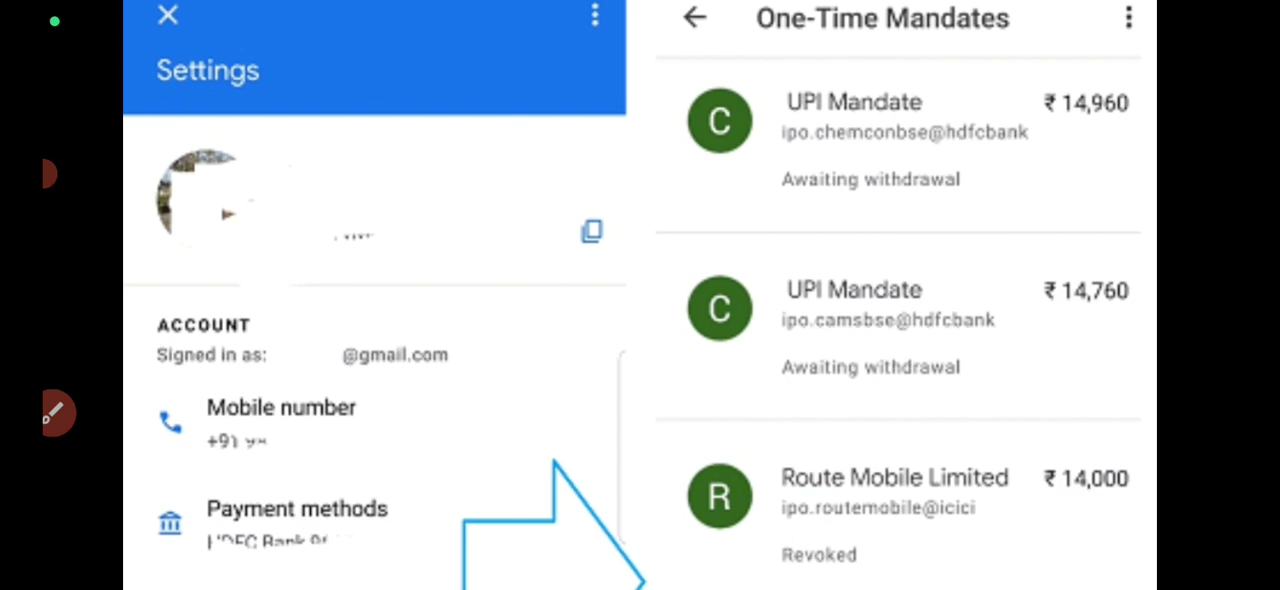 Settings
ACCOUNT
Signed in as: @gmail.com
Mobile number
+91
Payment methods
Bank
One-Time Mandates
C
UPI Mandate
₹ 14,960
ipo.chemconbse@hdfcbank
Awaiting withdrawal
C
UPI Mandate
₹ 14,760
ipo.camsbse@hdfcbank
Awaiting withdrawal
R
Route Mobile Limited
₹ 14,000
ipo.routemobile@icici
Revoked